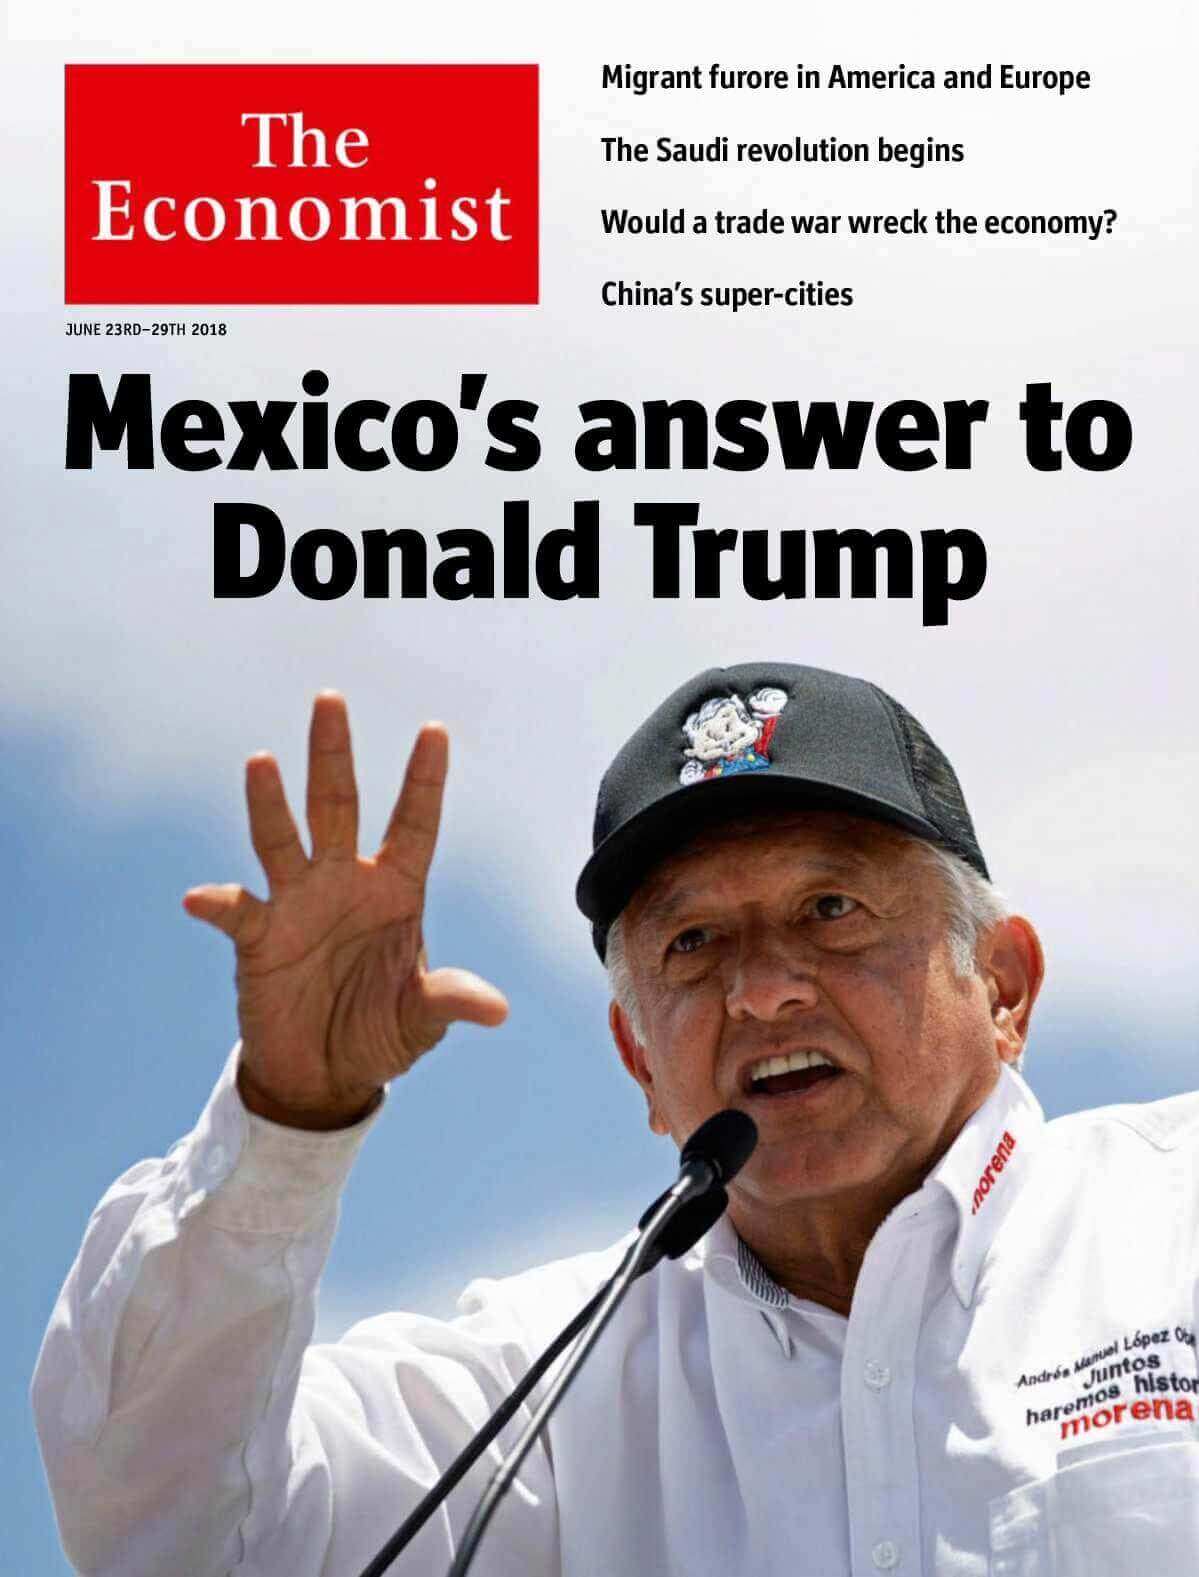 The
Economist
JUNE 23RD–29TH 2018
Migrant furore in America and Europe
The Saudi revolution begins
Would a trade war wreck the economy?
China's super-cities
Mexico's answer to
Donald Trump
morena
Andrés Manuel López
Juntos
haremos
morena